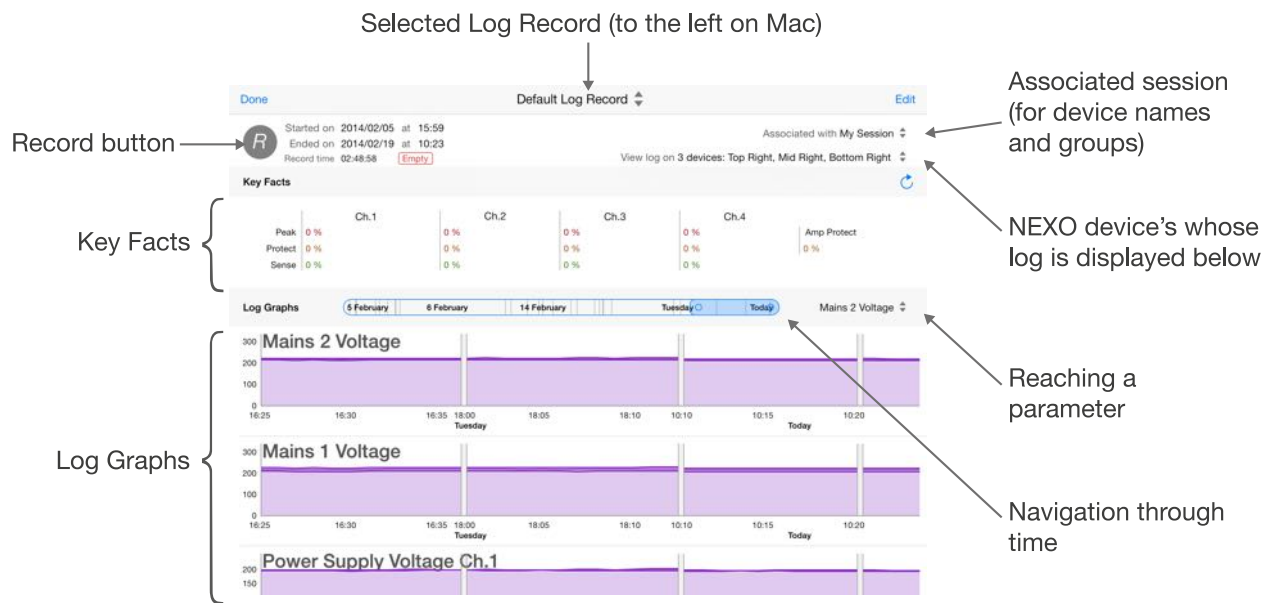 Selected Log Record (to the left on Mac)
Done
Default Log Record
Edit
Associated session
(for device names
and groups)
Record button
R
Started on 2014/02/05 at 15:59
Ended on 2014/02/19 at 10:23
Record time 02:48:58 Empty
Associated with My Session
View log on 3 devices: Top Right, Mid Right, Bottom Right
NEXO device's whose
log is displayed below
Key Facts
Key Facts
Ch.1 Ch.2 Ch.3 Ch.4
Peak 0 % 0 % 0 % 0 % Amp Protect
Protect 0 % 0 % 0 % 0 % 0 %
Sense 0 % 0 % 0 % 0 %
Log Graphs 5 February 6 February 14 February Tuesday Today Mains 2 Voltage
Reaching a
parameter
Log Graphs
Mains 2 Voltage
300
200
100
0
16:25 16:30 16:35 18:00 18:05 18:10 10:10 10:15 10:20
Tuesday Today
Mains 1 Voltage
300
200
100
0
16:25 16:30 16:35 18:00 18:05 18:10 10:10 10:15 10:20
Tuesday Today
Navigation through
time
Power Supply Voltage Ch.1
200
150